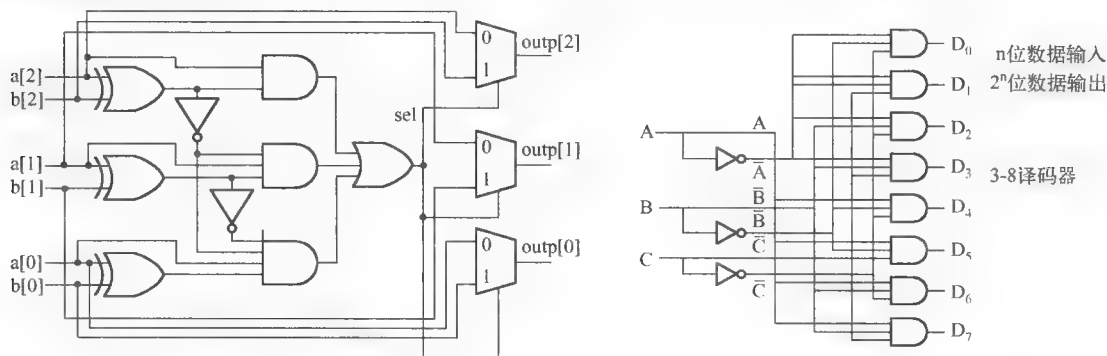 a[2]
b[2]
a[1]
b[1]
a[0]
b[0]
sel
0
1
outp[2]
0
1
outp[1]
0
1
outp[0]
A
B
C
A
A̅
B̅
B̅
C̅
C̅
D₀
D₁
D₂
D₃
D₄
D₅
D₆
D₇
n位数据输入
2ⁿ位数据输出
3-8译码器